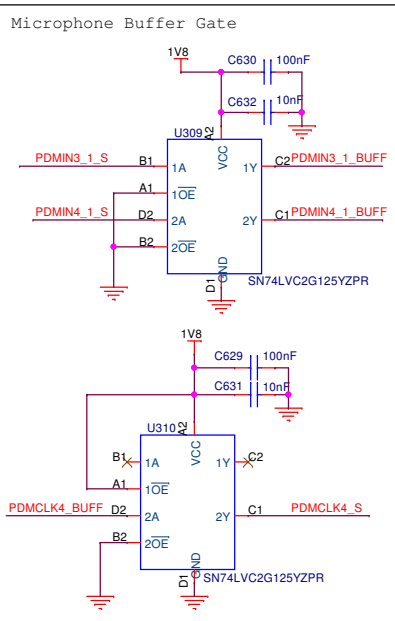 Microphone Buffer Gate
1V8
C630 100nF
C632 10nF
U309 A2
PDMIN3_1_S B1 1A VCC 1Y C2 PDMIN3_1_BUFF
A1 1OE
PDMIN4_1_S D2 2A 2Y C1 PDMIN4_1_BUFF
B2 2OE
GND
D1 SN74LVC2G125YZPR
1V8
C629 100nF
C631 10nF
U310 A2
B1 1A VCC 1Y C2
A1 1OE
PDMCLK4_BUFF D2 2A 2Y C1 PDMCLK4_S
B2 2OE
GND
D1 SN74LVC2G125YZPR